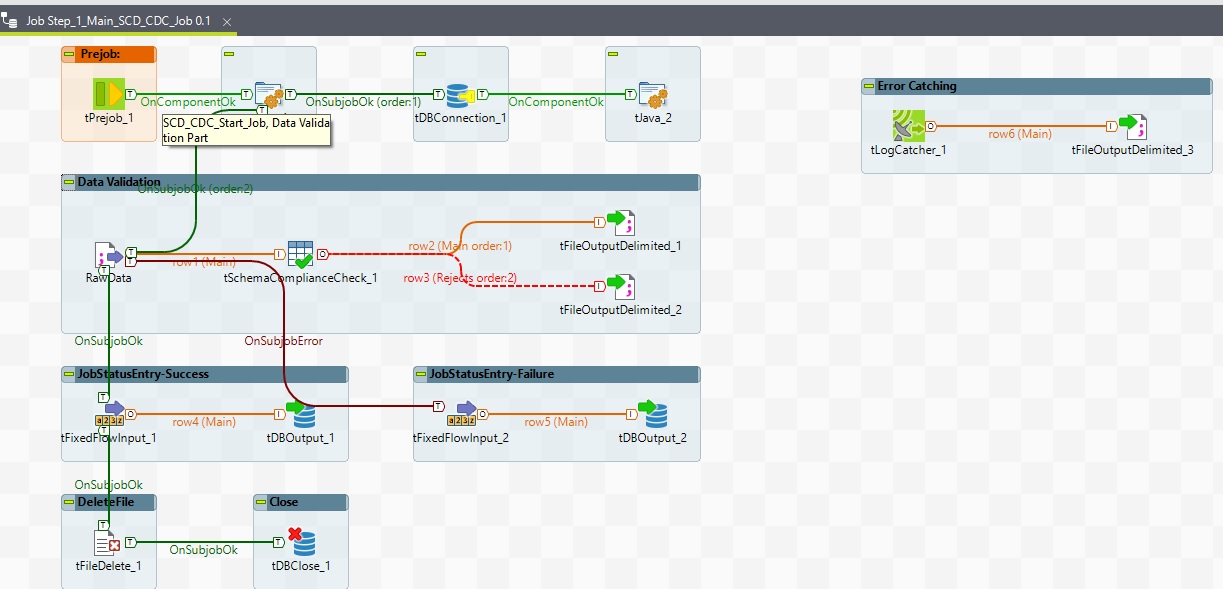 Job Step_1_Main_SCD_CDC_Job 0.1
Prejob:
Error Catching
OnComponentOk
OnSubjobOk (order:1)
OnComponentOk
tPrejob_1
tDBConnection_1
tJava_2
SCD_CDC_Start_Job, Data Valida
tion Part
row6 (Main)
tLogCatcher_1
tFileOutputDelimited_3
Data Validation
OnSubjobOk (order:2)
row2 (Main order:1)
tFileOutputDelimited_1
row1 (Main)
RawData
tSchemaComplianceCheck_1
row3 (Rejects order:2)
tFileOutputDelimited_2
OnSubjobOk
OnSubjobError
JobStatusEntry-Success
JobStatusEntry-Failure
row4 (Main)
row5 (Main)
tFixedFlowInput_1
tDBOutput_1
tFixedFlowInput_2
tDBOutput_2
OnSubjobOk
DeleteFile
Close
OnSubjobOk
tFileDelete_1
tDBClose_1